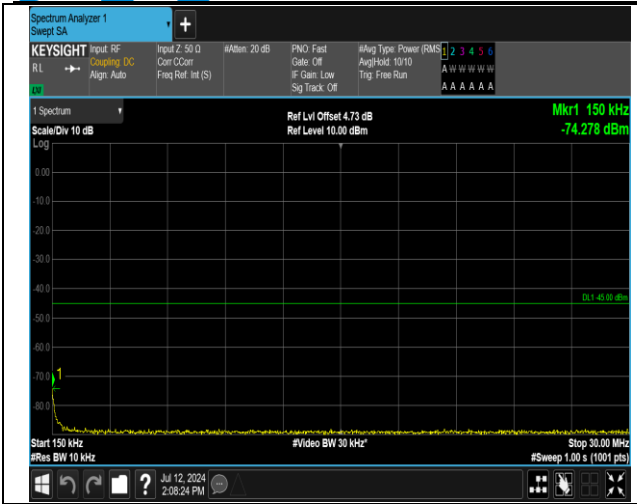 Spectrum Analyzer 1
Swept SA
KEYSIGHT Input: RF Input Z: 50 Ω #Atten: 20 dB PNO: Fast #Avg Type: Power (RMS 1 2 3 4 5 6
RL Coupling: DC Corr CCorr Gate: Off Avg|Hold: 10/10 A W W W W W
Align: Auto Freq Ref: Int (S) IF Gain: Low Trig: Free Run
Sig Track: Off A A A A A A
LNI
1 Spectrum Ref Lvl Offset 4.73 dB Mkr1 150 kHz
Scale/Div 10 dB Ref Level 10.00 dBm -74.278 dBm
Log
0.00
-10.0
-20.0
-30.0
-40.0
DL1 -45.00 dBm
-50.0
-60.0
-70.0 1
-80.0
Start 150 kHz #Video BW 30 kHz* Stop 30.00 MHz
#Res BW 10 kHz #Sweep 1.00 s (1001 pts)
? Jul 12, 2024
2:08:24 PM